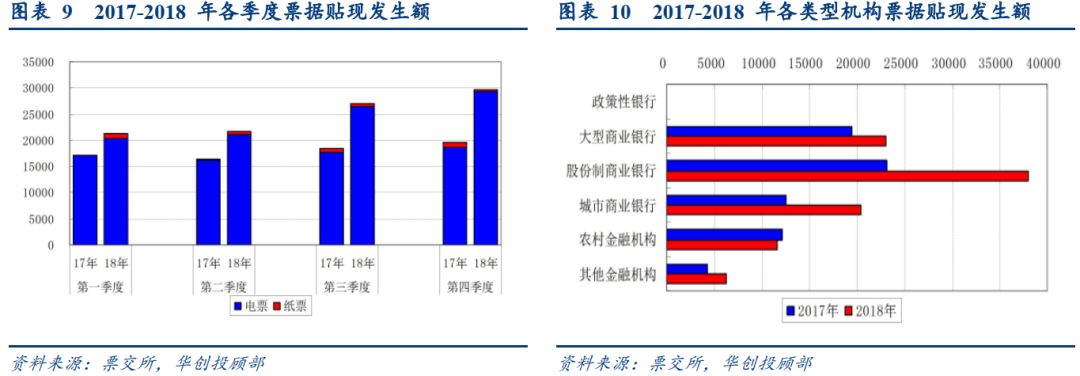 图表 9 2017-2018 年各季度票据贴现发生额
35000
30000
25000
20000
15000
10000
5000
0
17年 18年 17年 18年 17年 18年 17年 18年
第一季度 第二季度 第三季度 第四季度
电票 纸票
资料来源：票交所，华创投顾部
图表 10 2017-2018 年各类型机构票据贴现发生额
0 5000 10000 15000 20000 25000 30000 35000 40000
政策性银行
大型商业银行
股份制商业银行
城市商业银行
农村金融机构
其他金融机构
2017年 2018年
资料来源：票交所，华创投顾部